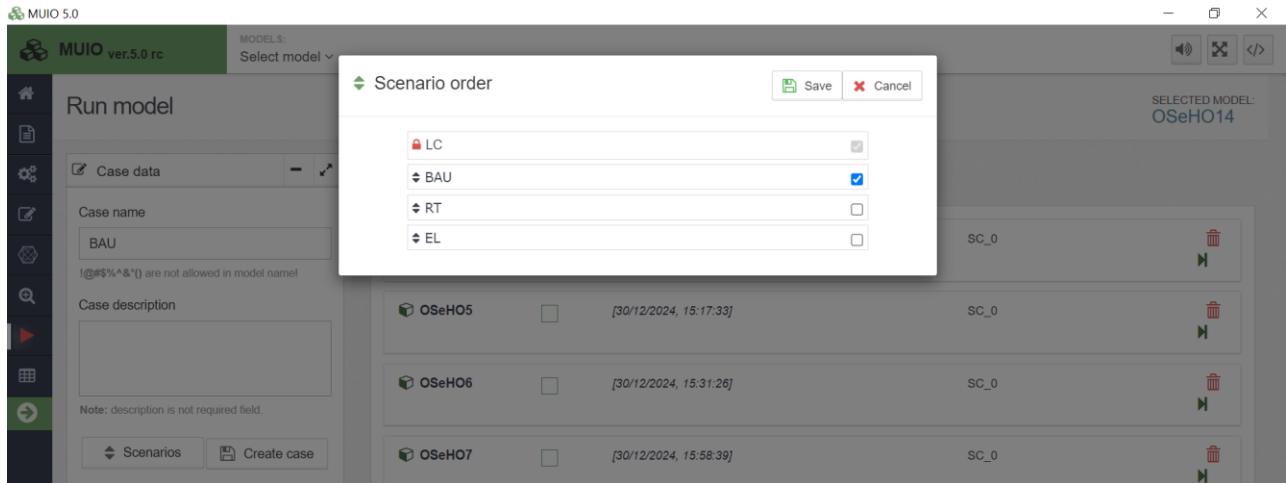 MUIO 5.0
MUIO ver.5.0 rc
MODELS:
Select model
Scenario order
Save
Cancel
Run model
SELECTED MODEL:
OSeHO14
LC
BAU
RT
EL
Case data
Case name
BAU
!@#$%^&*() are not allowed in model name!
Case description
Note: description is not required field.
Scenarios
Create case
SC_0
OSeHO5
[30/12/2024, 15:17:33]
SC_0
OSeHO6
[30/12/2024, 15:31:26]
SC_0
OSeHO7
[30/12/2024, 15:58:39]
SC_0